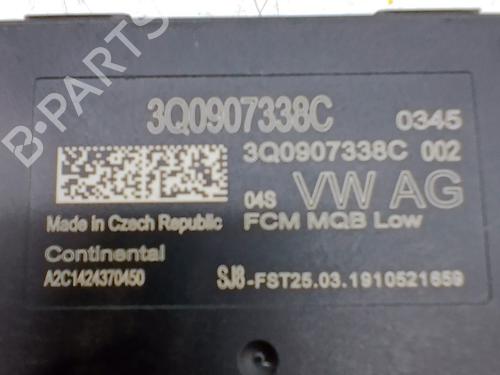 3Q0907338C 0345
3Q0907338C 002
04S VW AG
Made in Czech Republic FCM MQB Low
Continental
A2C1424370450 SJ8-FST25.03.1910521659
B-PARTS